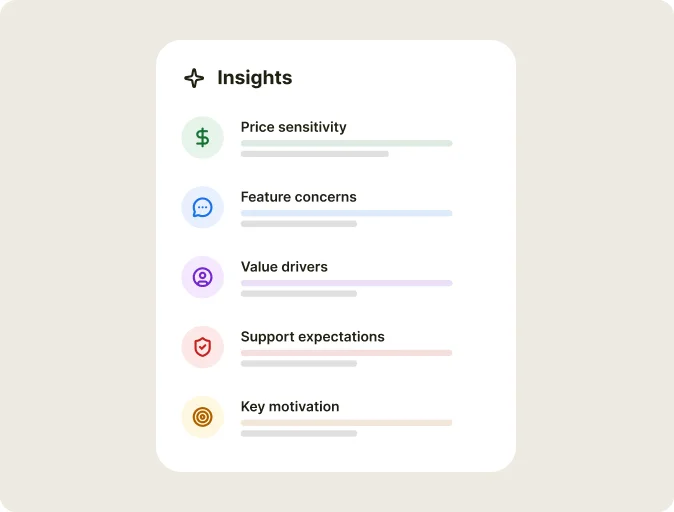 Insights
Price sensitivity
Feature concerns
Value drivers
Support expectations
Key motivation